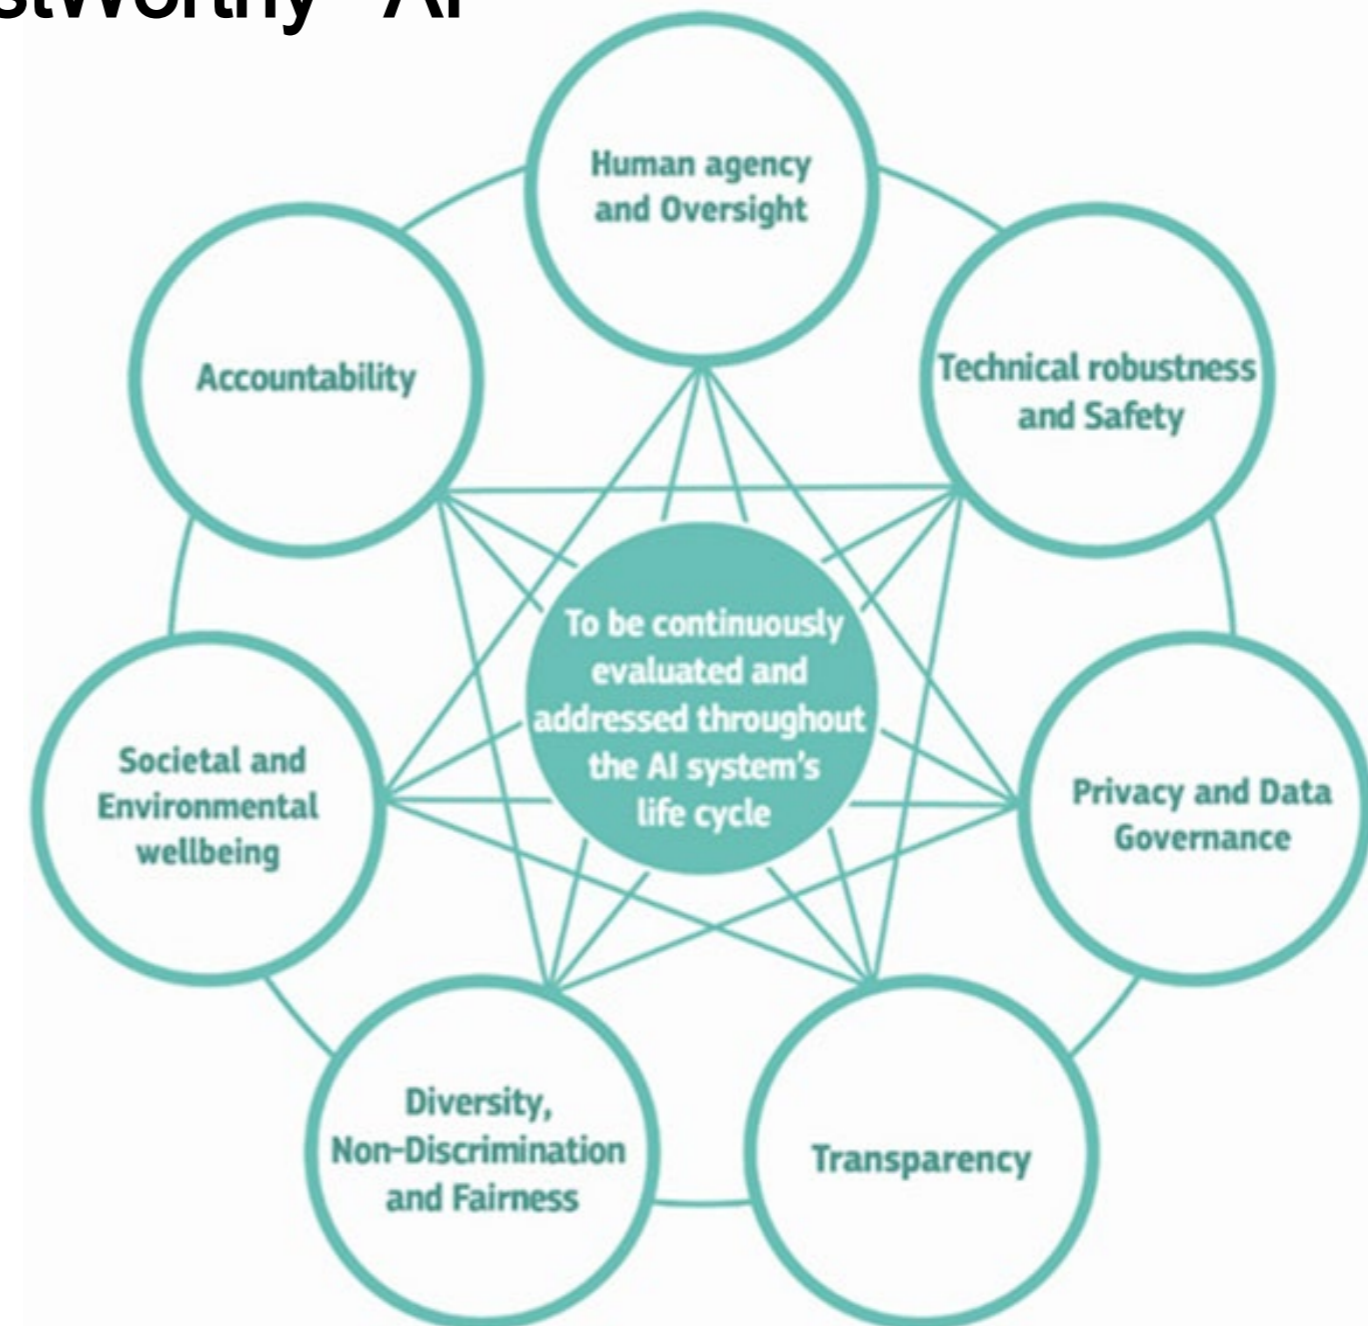 AI
Human agency
and Oversight
Accountability
Technical robustness
and Safety
To be continuously
evaluated and
addressed throughout
the AI system's
life cycle
Societal and
Environmental
wellbeing
Privacy and Data
Governance
Diversity,
Non-Discrimination
and Fairness
Transparency